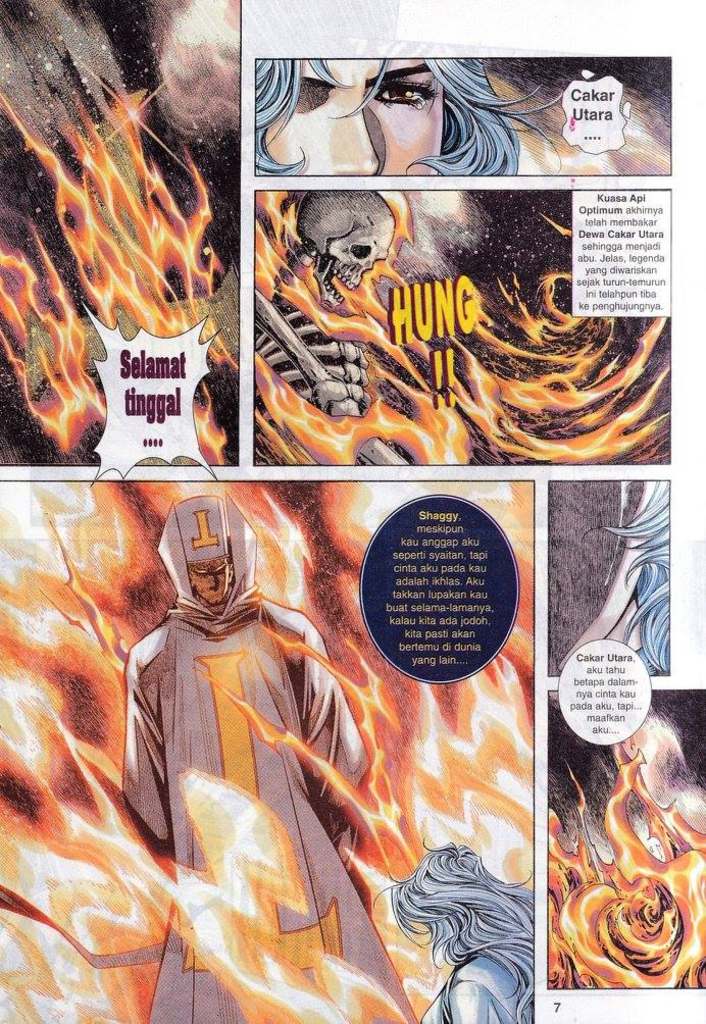 Selamat
tinggal
....
Cakar
Utara
....
Kuasa Api
Optimum akhirnya
telah membakar
Dewa Cakar Utara
sehingga menjadi
abu. Jelas, legenda
yang diwariskan
sejak turun-temurun
ini telahpun tiba
ke penghujungnya.
HUNG
!!
Shaggy,
meskipun
kau anggap aku
seperti syaitan, tapi
cinta aku pada kau
adalah ikhlas. Aku
takkan lupakan kau
buat selama-lamanya,
kalau kita ada jodoh,
kita pasti akan
bertemu di dunia
yang lain....
Cakar Utara,
aku tahu
betapa dalam-
nya cinta kau
pada aku, tapi...
maafkan
aku....
7